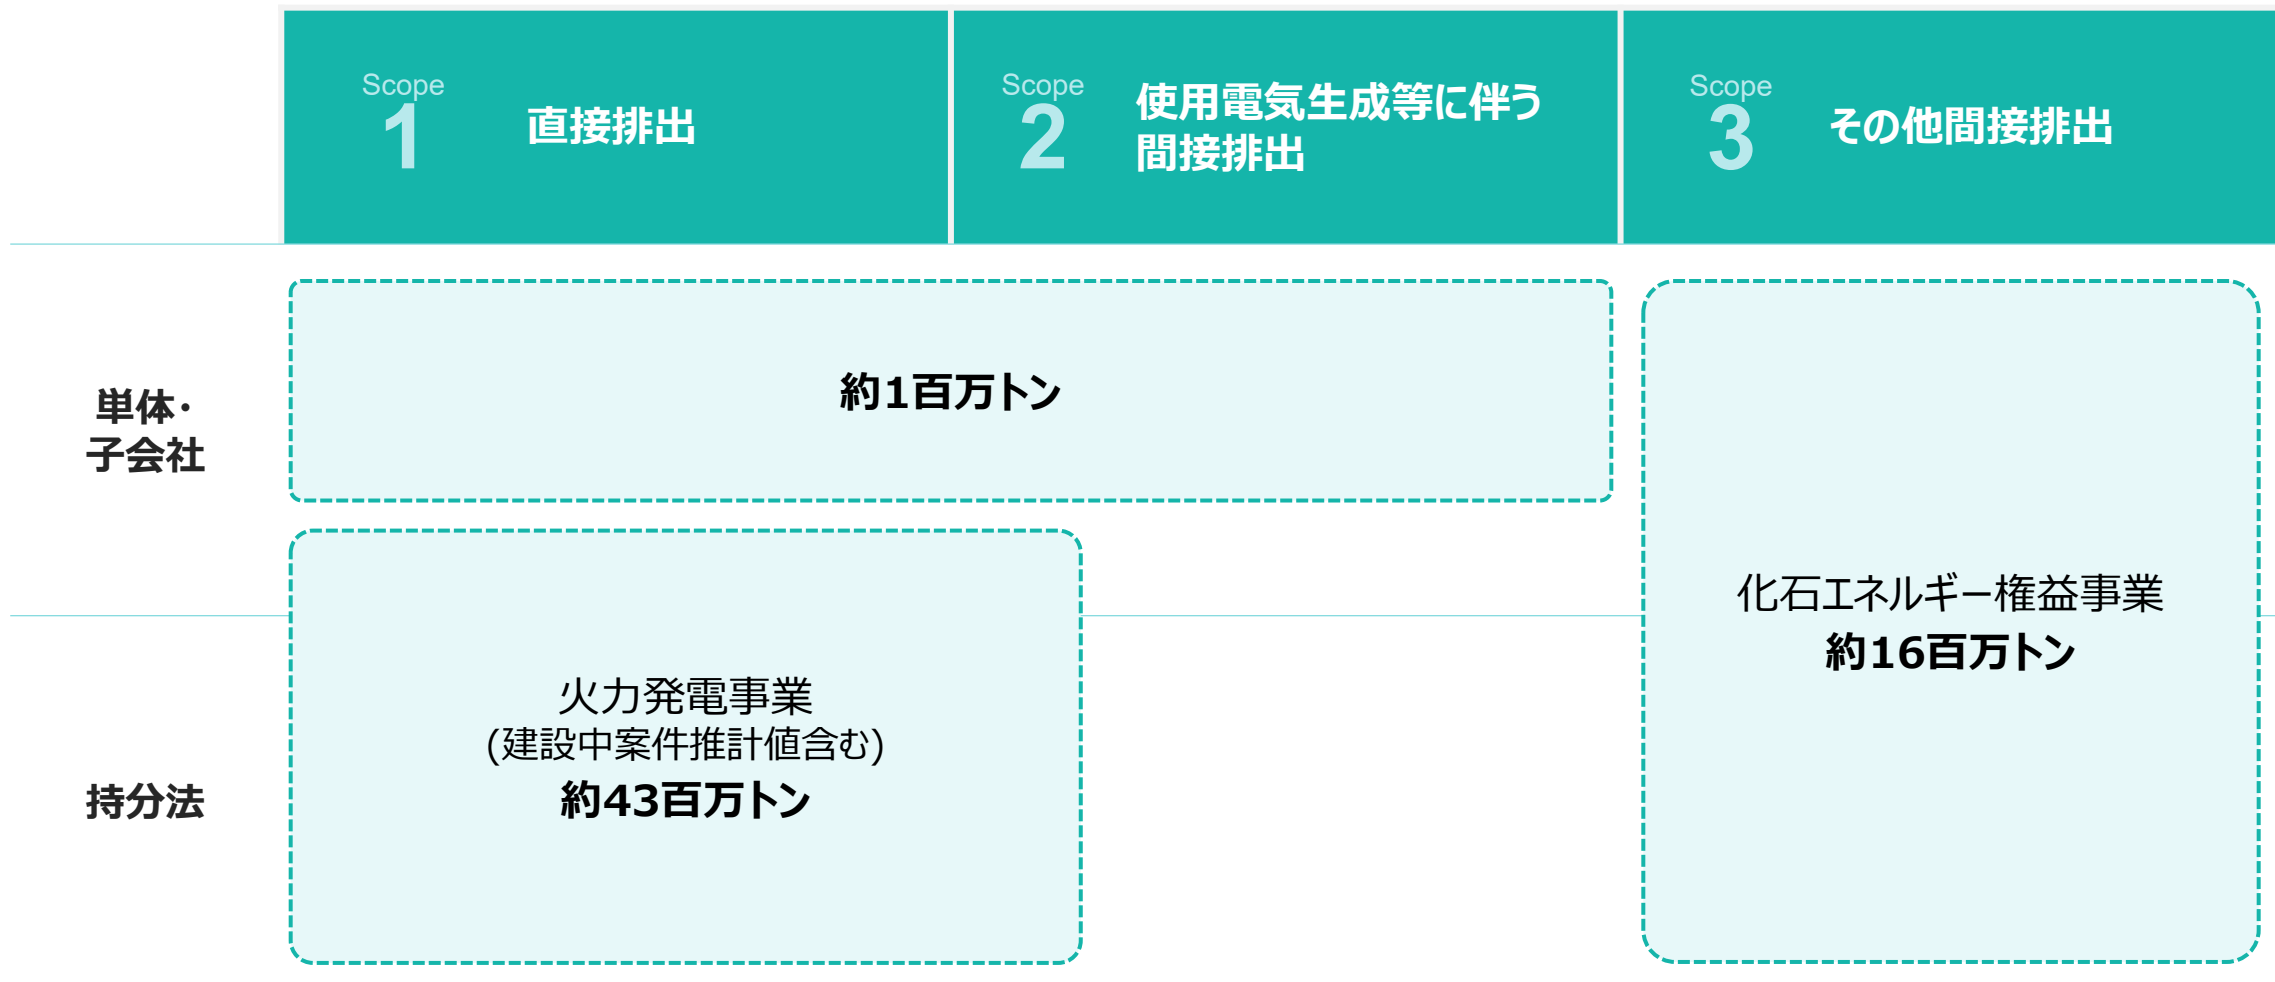 Scope
1
直接排出
Scope
2
使用電気生成等に伴う
間接排出
Scope
3
その他間接排出
単体・
子会社
約1百万トン
持分法
火力発電事業
(建設中案件推計値含む)
約43百万トン
化石エネルギー権益事業
約16百万トン